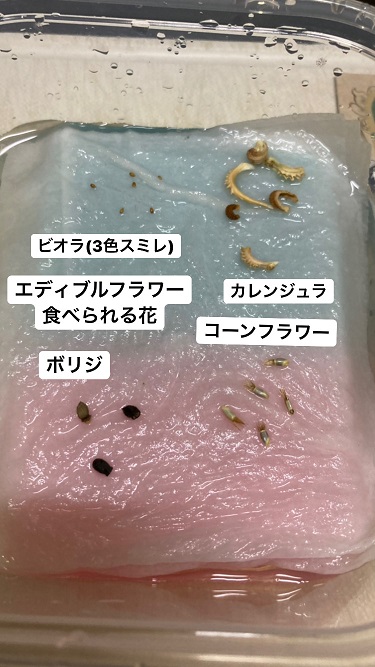 ビオラ(3色スミレ)
エディブルフラワー
食べられる花
カレンジュラ
コーンフラワー
ボリジ